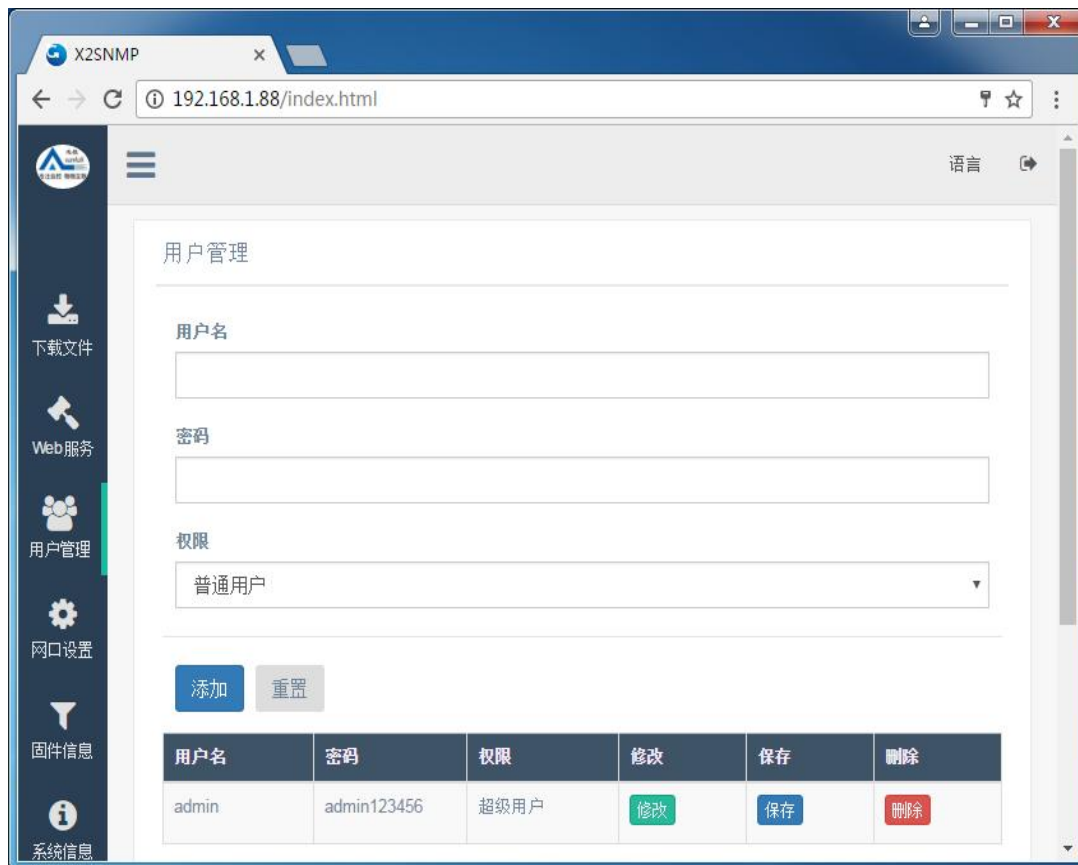 X2SNMP
192.168.1.88/index.html
语言
用户管理
用户名
密码
权限
普通用户
添加 重置
用户名 密码 权限 修改 保存 删除
admin admin123456 超级用户 修改 保存 删除
下载文件
Web服务
用户管理
网口设置
固件信息
系统信息